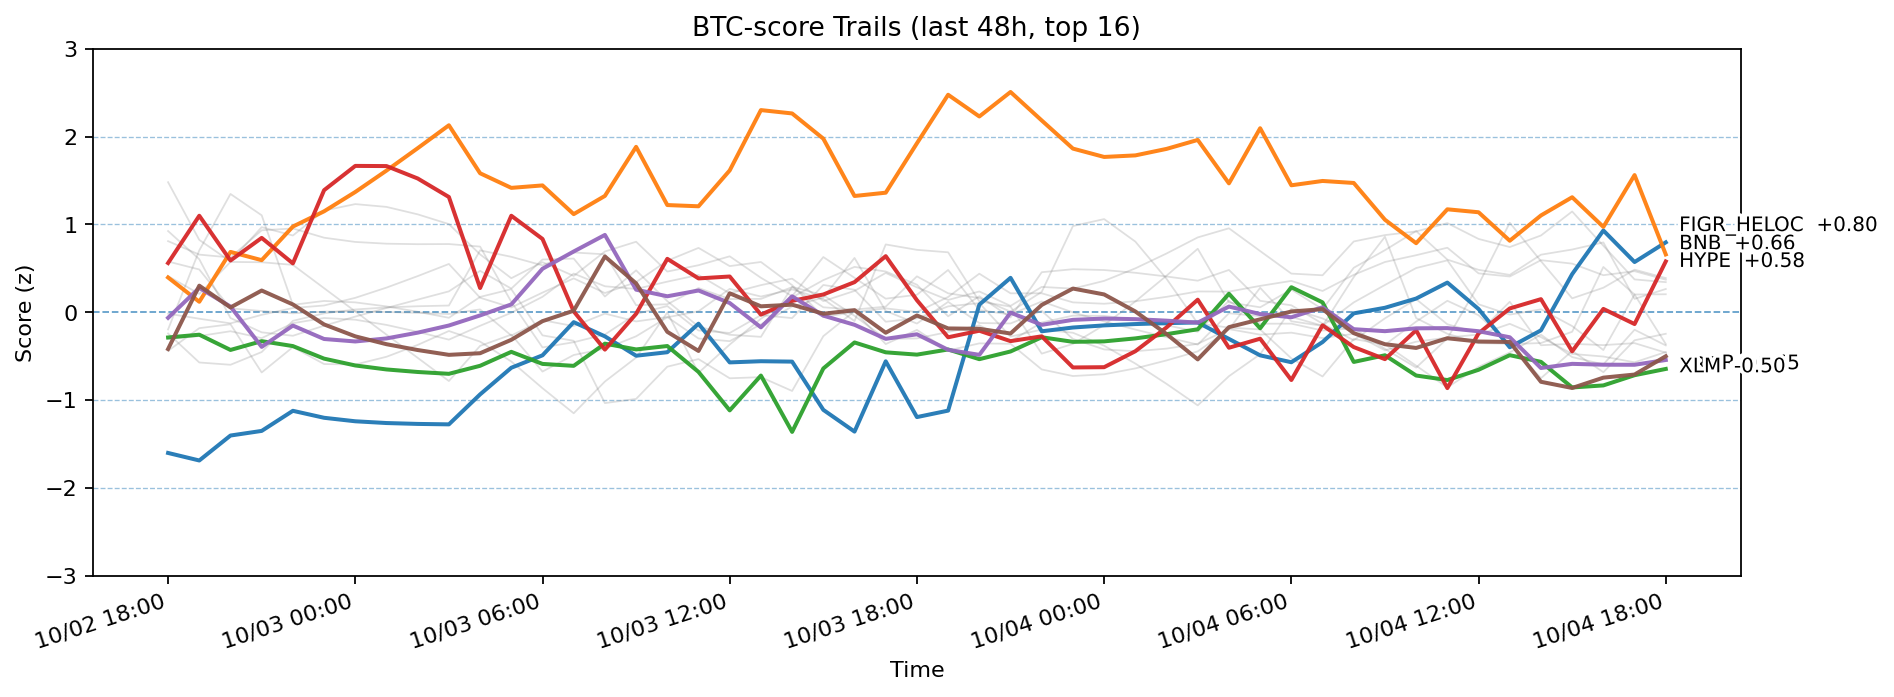 BTC-score Trails (last 48h, top 16)
3
2
1
0
−1
−2
−3
Score (z)
FIGR_HELOC +0.80
BNB +0.66
HYPE +0.58
XLM -0.50
10/02 18:00
10/03 00:00
10/03 06:00
10/03 12:00
10/03 18:00
10/04 00:00
10/04 06:00
10/04 12:00
10/04 18:00
Time